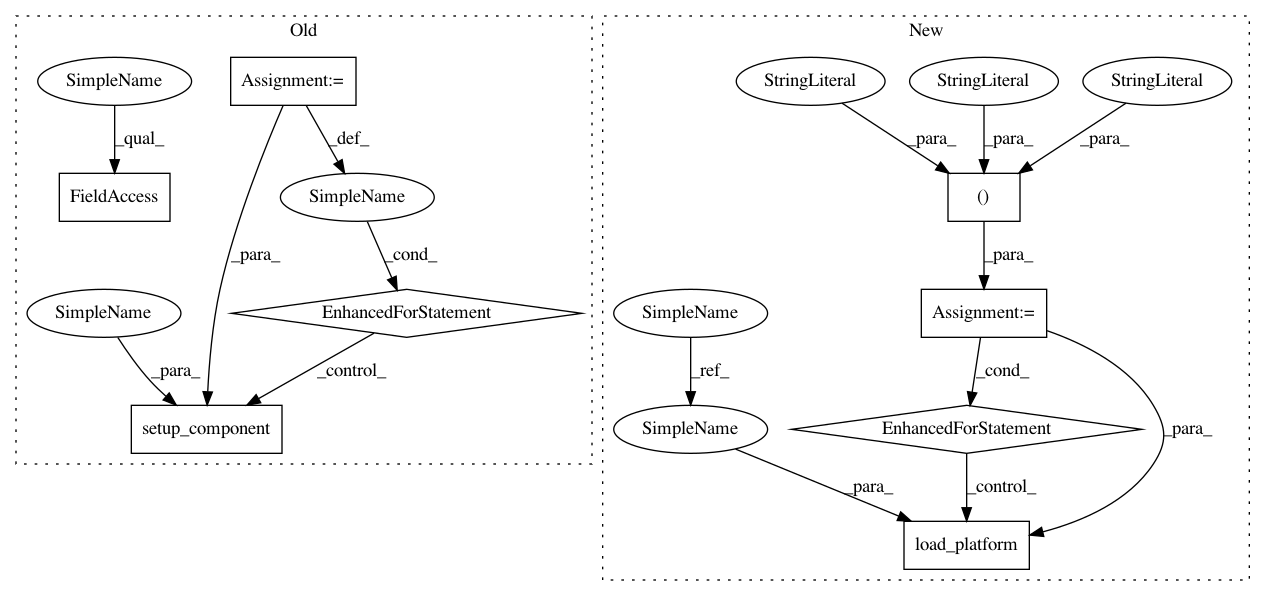 Old
New
SimpleName
Assignment:=
StringLiteral
StringLiteral
StringLiteral
_qual_
_def_
_para_
_para_
_para_
FieldAccess
SimpleName
()
_para_
_cond_
_para_
SimpleName
EnhancedForStatement
SimpleName
Assignment:=
_para_
_control_
_ref_
_cond_
setup_component
SimpleName
EnhancedForStatement
_para_
_para_
_control_
load_platform